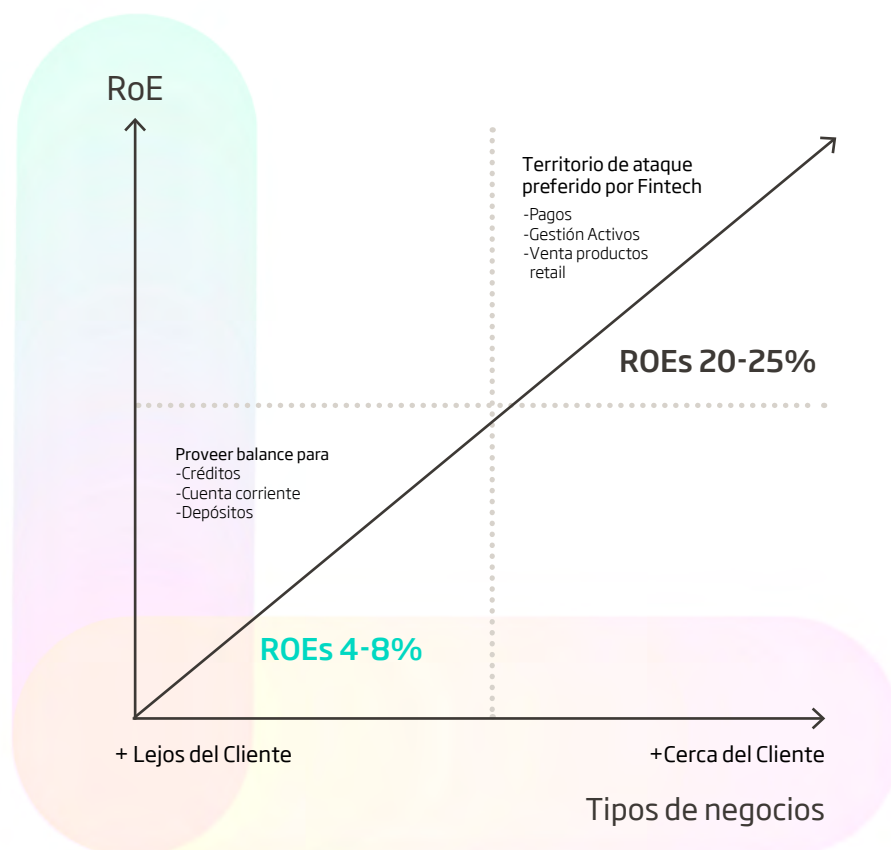 RoE
Territorio de ataque
preferido por Fintech
-Pagos
-Gestión Activos
-Venta productos
retail
ROEs 20-25%
Proveer balance para
-Créditos
-Cuenta corriente
-Depósitos
ROEs 4-8%
+ Lejos del Cliente
+Cerca del Cliente
Tipos de negocios